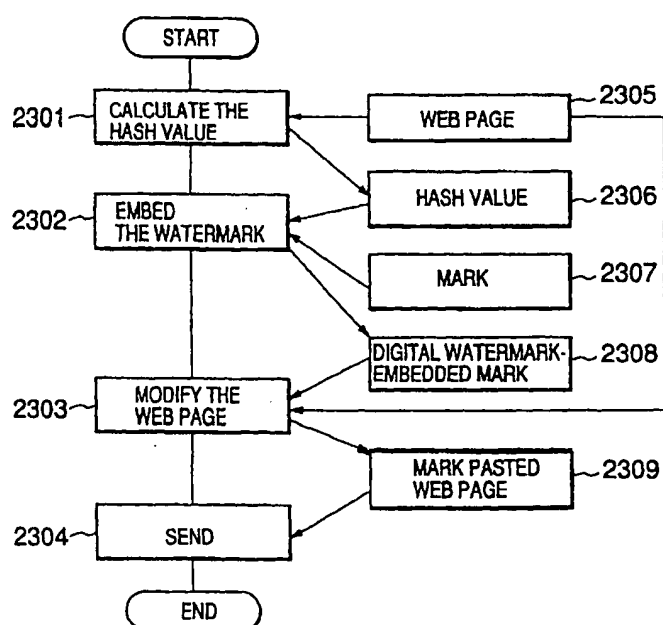 START
2301
CALCULATE THE
HASH VALUE
WEB PAGE
2305
2302
EMBED
THE WATERMARK
HASH VALUE
2306
MARK
2307
DIGITAL WATERMARK-
EMBEDDED MARK
2308
2303
MODIFY THE
WEB PAGE
MARK PASTED
WEB PAGE
2309
2304
SEND
END